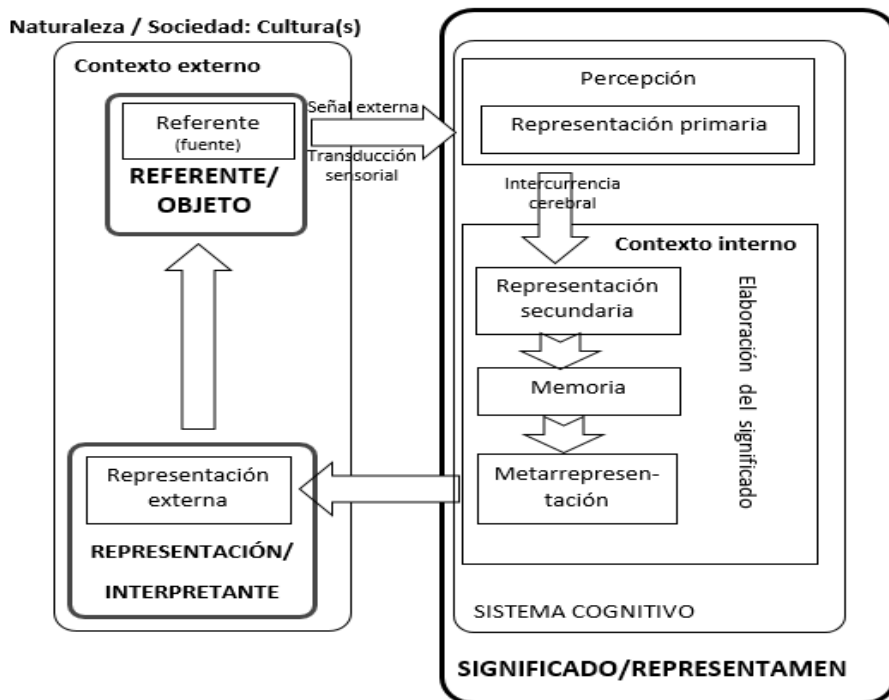 Naturaleza / Sociedad: Cultura(s)
Contexto externo
Referente
(fuente)
REFERENTE/
OBJETO
Señal externa
Transducción
sensorial
Percepción
Representación primaria
Intercurrencia
cerebral
Contexto interno
Representación
secundaria
Memoria
Metarrepresen-
tación
Elaboración del significado
Representación
externa
REPRESENTACIÓN/
INTERPRETANTE
SISTEMA COGNITIVO
SIGNIFICADO/REPRESENTAMEN